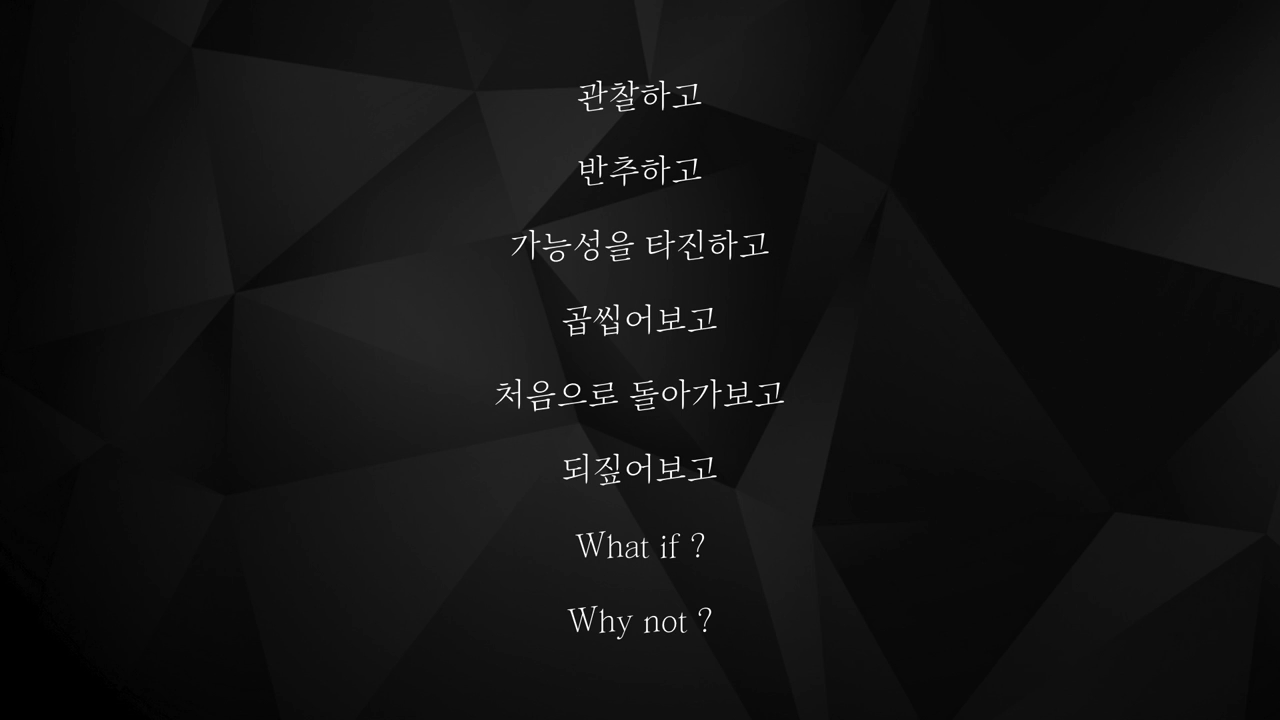 관찰하고
반추하고
가능성을 타진하고
곱씹어보고
처음으로 돌아가보고
되짚어보고
What if ?
Why not ?